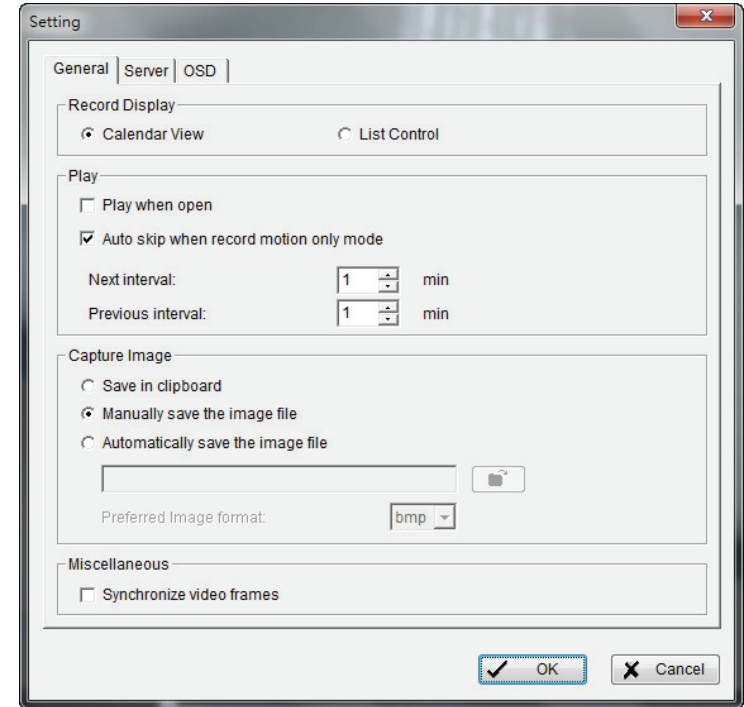 Setting
General Server OSD
Record Display
Calendar View List Control
Play
Play when open
Auto skip when record motion only mode
Next interval: 1 min
Previous interval: 1 min
Capture Image
Save in clipboard
Manually save the image file
Automatically save the image file
Preferred Image format: bmp
Miscellaneous
Synchronize video frames
OK Cancel